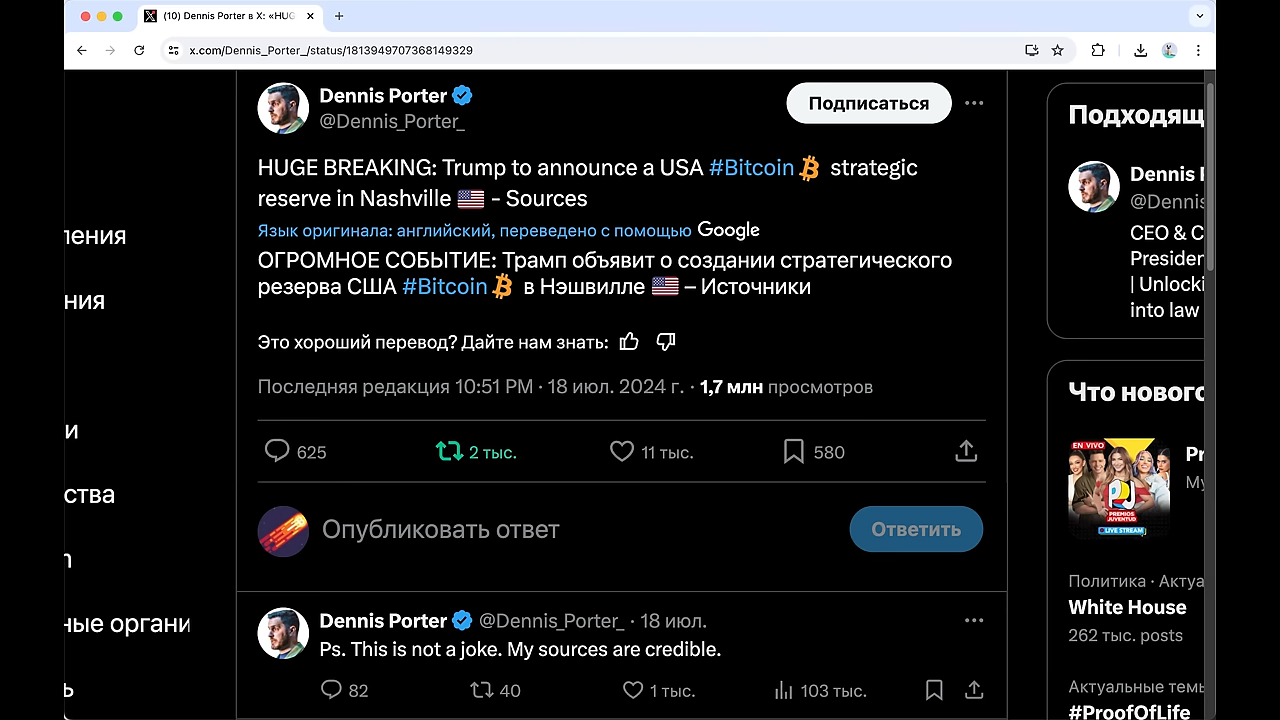 (10) Dennis Porter в X: «HUG
x.com/Dennis_Porter_/status/1813949707368149329
Dennis Porter
@Dennis_Porter_
Подписаться
HUGE BREAKING: Trump to announce a USA #Bitcoin strategic
reserve in Nashville 🇺🇸 - Sources
Язык оригинала: английский, переведено с помощью Google
ОГРОМНОЕ СОБЫТИЕ: Трамп объявит о создании стратегического
резерва США #Bitcoin в Нэшвилле 🇺🇸 – Источники
Это хороший перевод? Дайте нам знать:
Последняя редакция 10:51 PM · 18 июл. 2024 г. · 1,7 млн просмотров
625 2 тыс. 11 тыс. 580
Опубликовать ответ
Ответить
Dennis Porter @Dennis_Porter_ · 18 июл.
Ps. This is not a joke. My sources are credible.
82 40 1 тыс. 103 тыс.
ления
ния
и
ства
ные органи
ь
Подходящ
Dennis
@Dennis
CEO & C
Presiden
| Unlocki
into law
Что нового
EN VIVO
PJ
PREMIOS
JUVENTUD
LIVE STREAM
Pr
Му
Политика · Актуа
White House
262 тыс. posts
Актуальные темь
#ProofOfLife